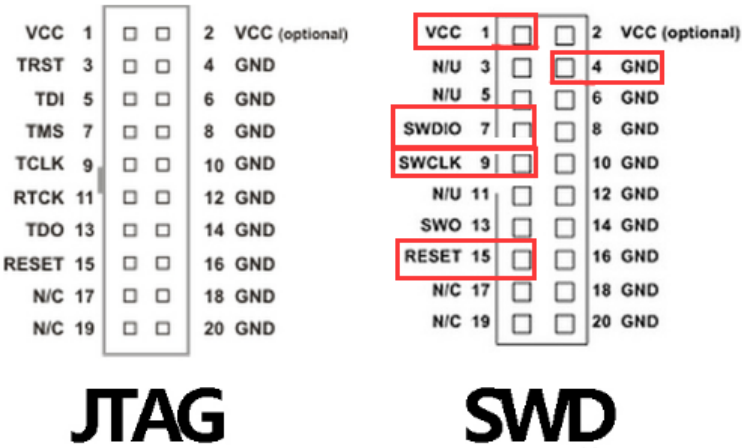 VCC 1 2 VCC (optional)
TRST 3 4 GND
TDI 5 6 GND
TMS 7 8 GND
TCLK 9 10 GND
RTCK 11 12 GND
TDO 13 14 GND
RESET 15 16 GND
N/C 17 18 GND
N/C 19 20 GND
JTAG
VCC 1 2 VCC (optional)
N/U 3 4 GND
N/U 5 6 GND
SWDIO 7 8 GND
SWCLK 9 10 GND
N/U 11 12 GND
SWO 13 14 GND
RESET 15 16 GND
N/C 17 18 GND
N/C 19 20 GND
SWD